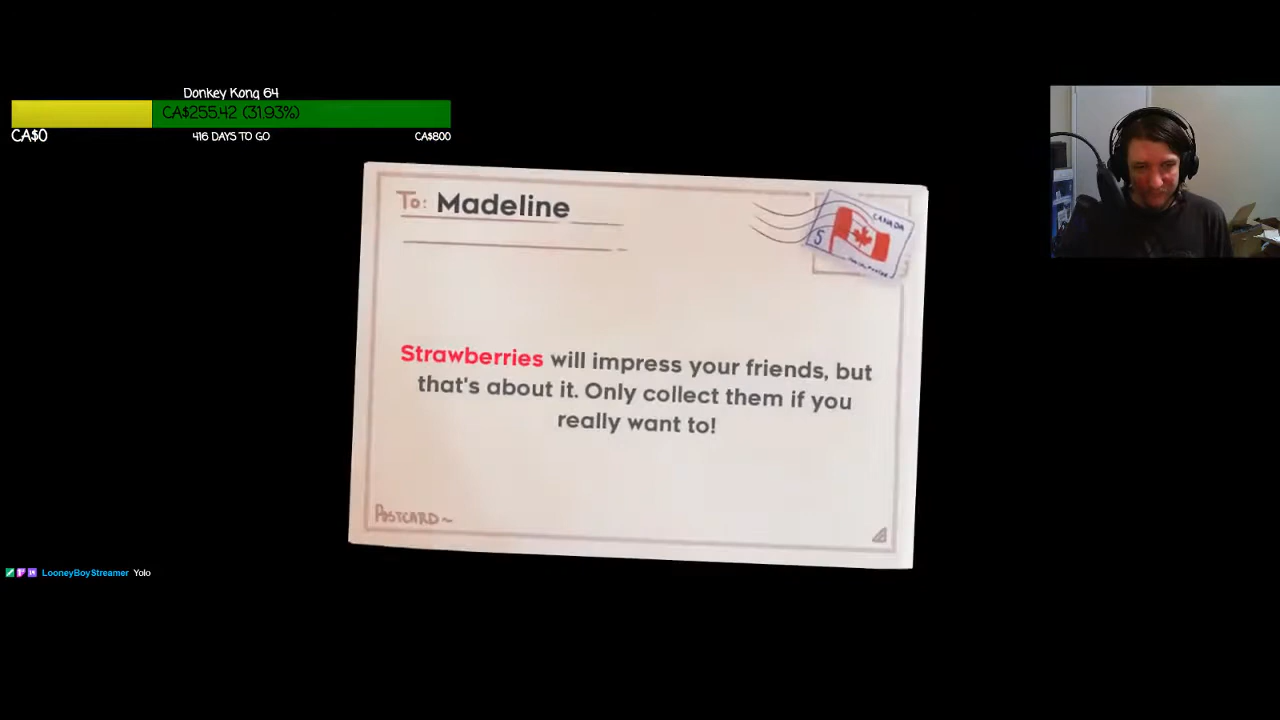 Donkey Kong 64
CA$255.42 (31.93%)
CA$0
416 DAYS TO GO
CA$800
To: Madeline
CANADA
5
Strawberries will impress your friends, but
that's about it. Only collect them if you
really want to!
POSTCARD~
LooneyBoyStreamer Yolo